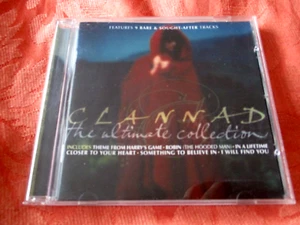 FEATURES 8 RARE & SOUGHT-AFTER TRACKS
CLANNAD
the ultimate collection
INCLUDES: THEME FROM HARRY'S GAME • ROBIN (THE HOODED MAN) • IN A LIFETIME
CLOSER TO YOUR HEART • SOMETHING TO BELIEVE IN • I WILL FIND YOU